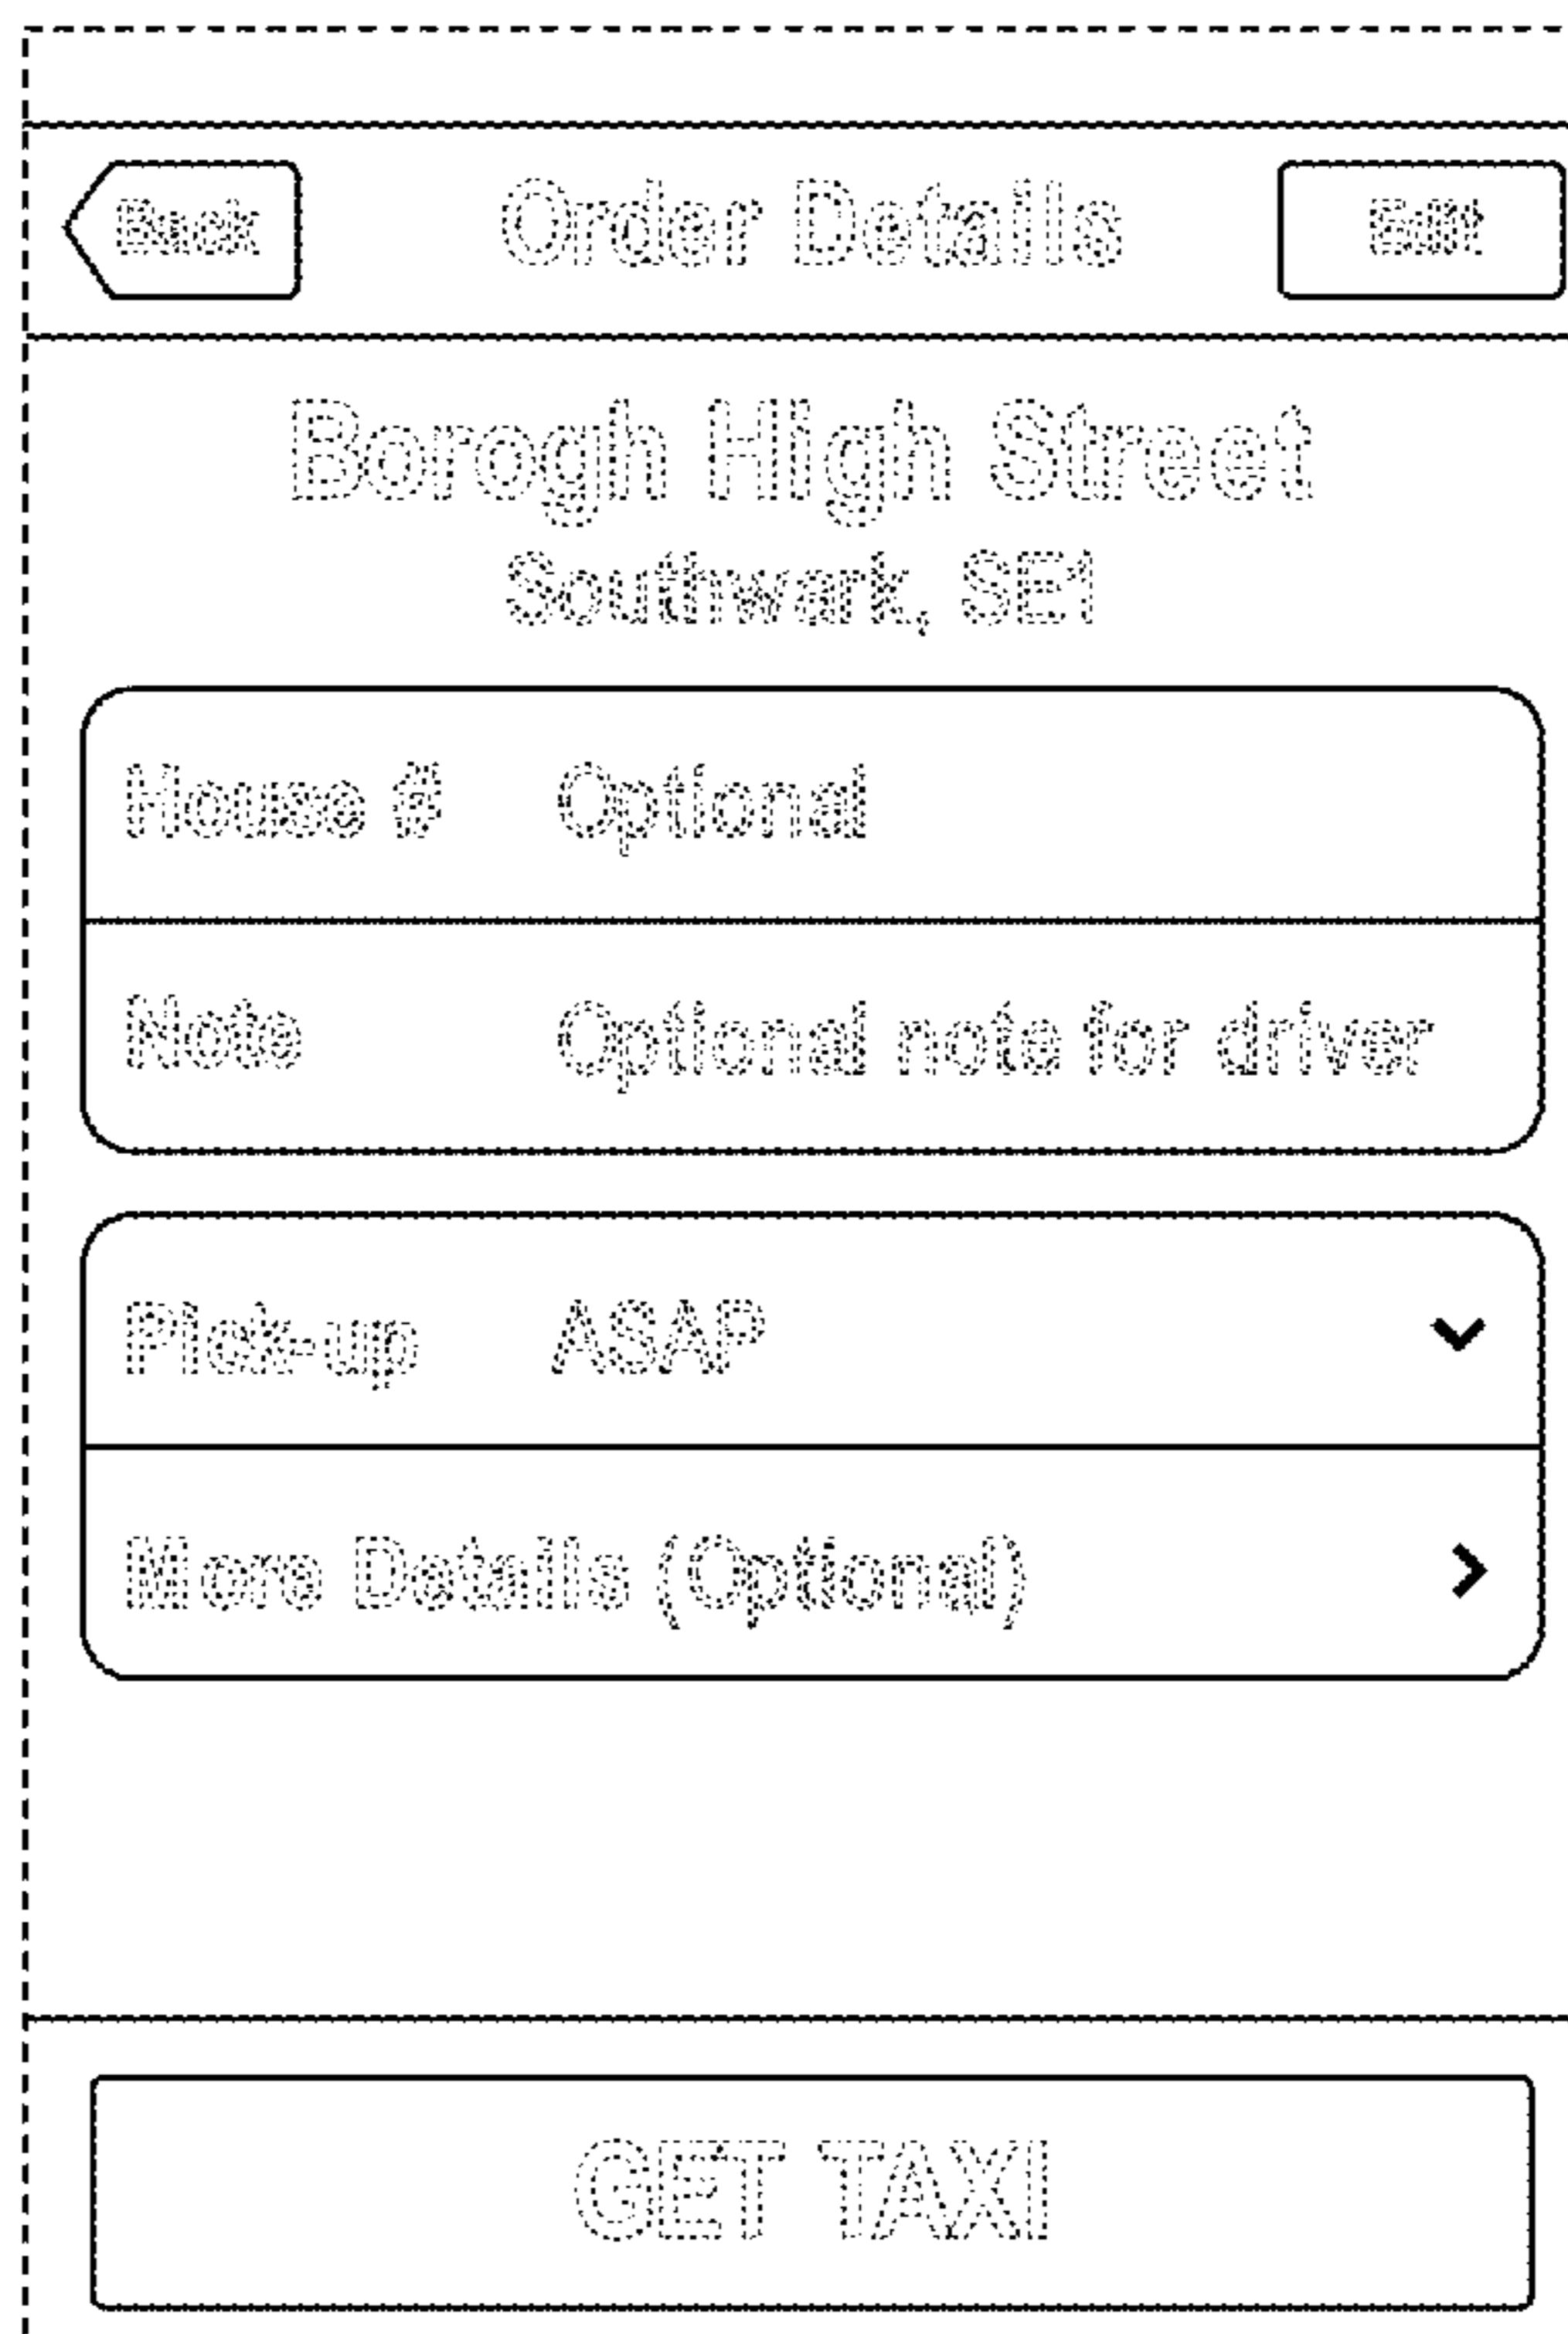 Back Order Details Edit
Borogh High Street
Southwark, SE1
House # Optional
Note Optional note for driver
Pick-up ASAP
More Details (Optional)
GET TAXI